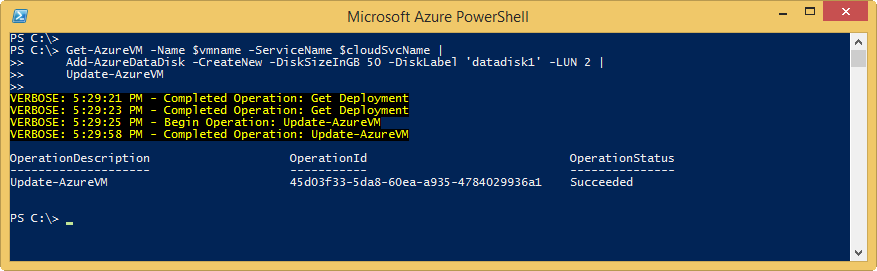 Microsoft Azure PowerShell
PS C:\>
PS C:\> Get-AzureVM -Name $vmname -ServiceName $cloudSvcName |
>> Add-AzureDataDisk -CreateNew -DiskSizeInGB 50 -DiskLabel 'datadisk1' -LUN 2 |
>> Update-AzureVM
>>
VERBOSE: 5:29:21 PM - Completed Operation: Get Deployment
VERBOSE: 5:29:23 PM - Completed Operation: Get Deployment
VERBOSE: 5:29:25 PM - Begin Operation: Update-AzureVM
VERBOSE: 5:29:58 PM - Completed Operation: Update-AzureVM
OperationDescription OperationId OperationStatus
-------------------- ----------- ---------------
Update-AzureVM 45d03f33-5da8-60ea-a935-4784029936a1 Succeeded
PS C:\> _